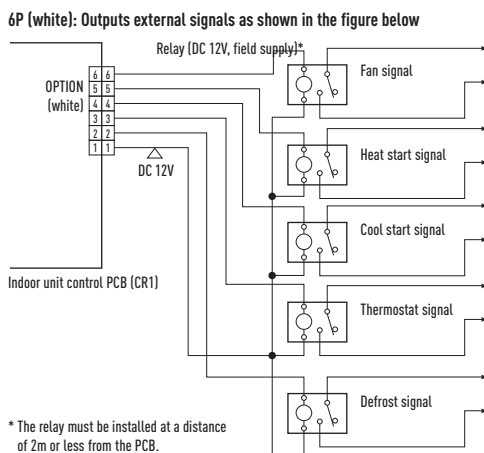 6P (white): Outputs external signals as shown in the figure below
Relay (DC 12V, field supply)*
Fan signal
OPTION
(white)
6 6
5 5
4 4
3 3
2 2
1 1
DC 12V
Heat start signal
Cool start signal
Indoor unit control PCB (CR1)
Thermostat signal
Defrost signal
* The relay must be installed at a distance
of 2m or less from the PCB.